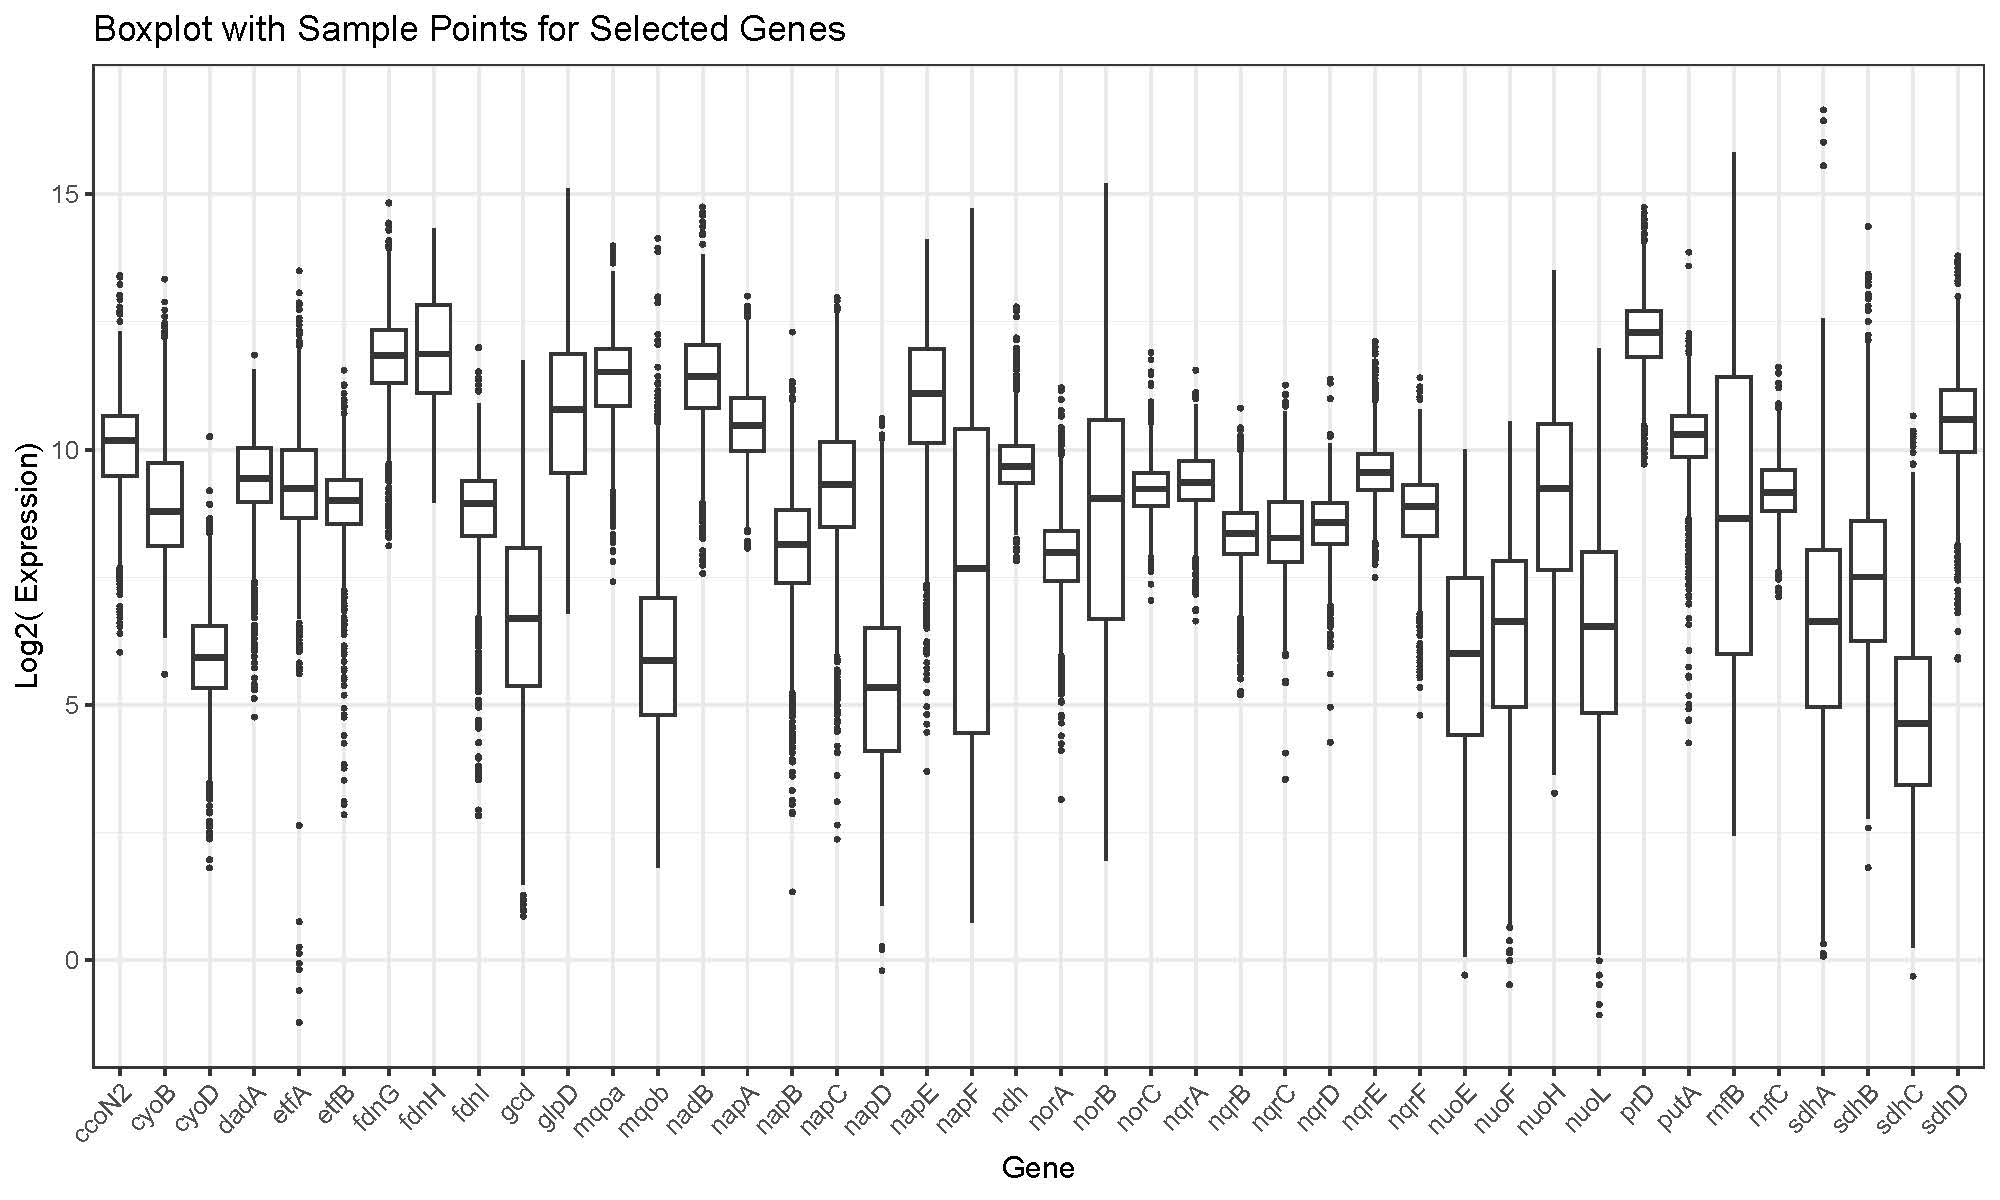 Boxplot with Sample Points for Selected Genes
Log2( Expression)
15
10
5
0
ccoN2 cyoB cyoD dadA etfA etfB fdnG fdnH fdnI gcd glpD mqoa mqob nadB napA napB napC napD napE napF ndh norA norB norC nqrA nqrB nqrC nqrD nqrE nqrF nuoE nuoF nuoH nuoL prD putA rnfB rnfC sdhA sdhB sdhC sdhD
Gene